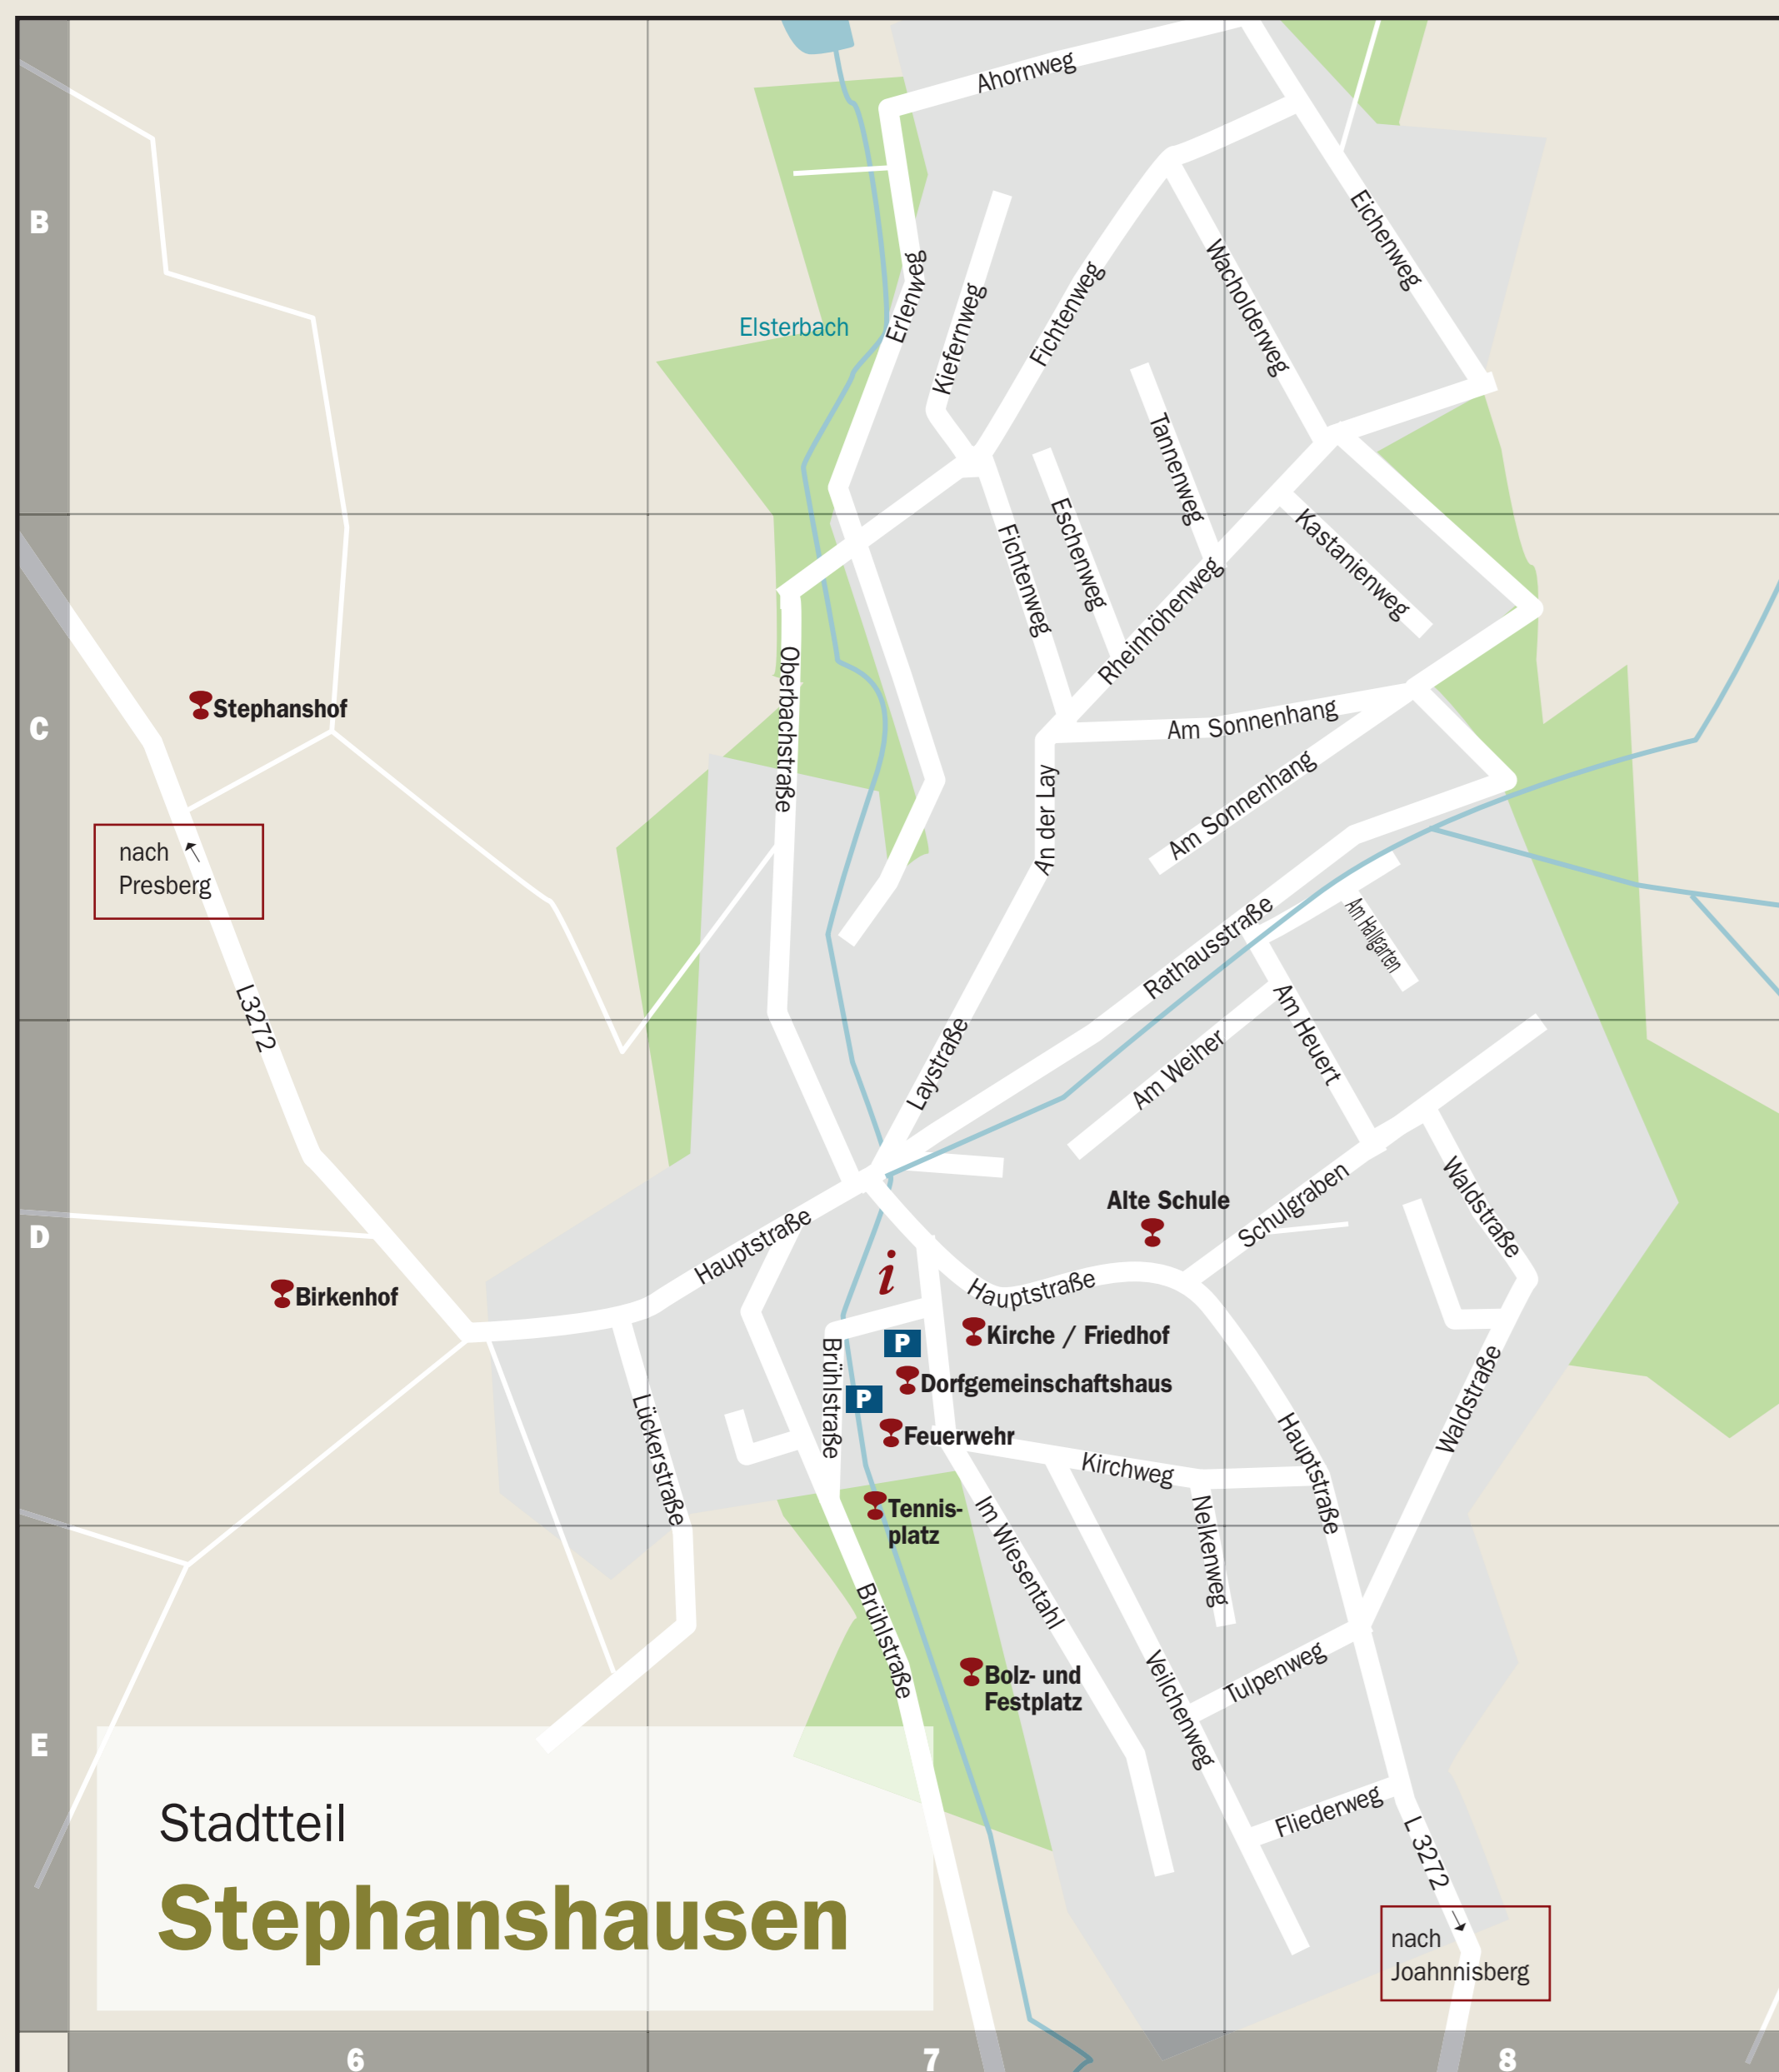 Ahornweg
B
Eichenweg
Erlenweg
Kiefernweg
Fichtenweg
Wacholderweg
Elsterbach
Tannenweg
Eschenweg
Fichtenweg
Kastanienweg
Rheinhöhenweg
Oberbachstraße
C
Stephanshof
Am Sonnenhang
An der Lay
Am Sonnenhang
nach
Presberg
Rathausstraße
Am Hallgarten
L3272
Laystraße
Am Weiher
Am Heuert
Alte Schule
Schulgraben
Waldstraße
D
Hauptstraße
i
Birkenhof
Hauptstraße
Kirche / Friedhof
P
Dorfgemeinschaftshaus
P
Brühlstraße
Feuerwehr
Lückerstraße
Waldstraße
Kirchweg
Hauptstraße
Tennis-
platz
Im Wiesentahl
Nelkenweg
Brühlstraße
Bolz- und
Festplatz
Veilchenweg
Tulpenweg
E
Stadtteil
Stephanshausen
Fliederweg
L 3272
nach
Joahnnisberg
6
7
8